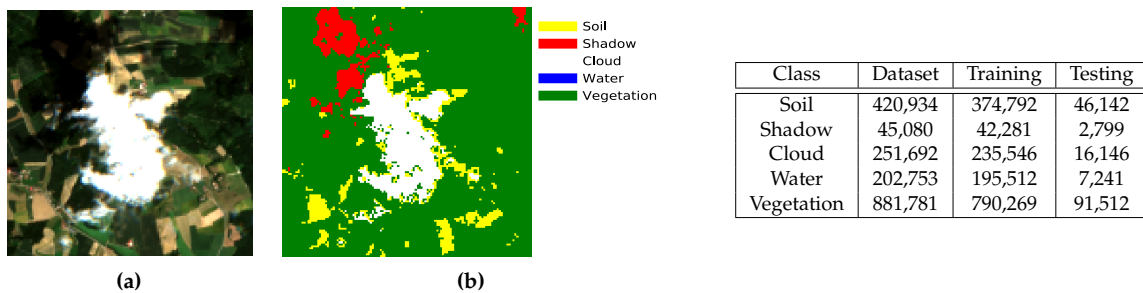 Soil
Shadow
Cloud
Water
Vegetation
(a)
(b)
Class Dataset Training Testing
Soil 420,934 374,792 46,142
Shadow 45,080 42,281 2,799
Cloud 251,692 235,546 16,146
Water 202,753 195,512 7,241
Vegetation 881,781 790,269 91,512